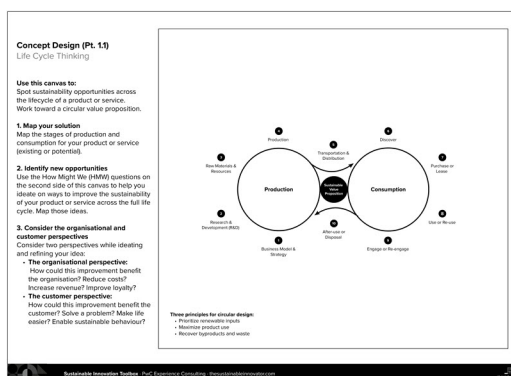 Concept Design (Pt. 1.1)
Life Cycle Thinking
Use this canvas to:
Spot sustainability opportunities across
the lifecycle of a product or service.
Work toward a circular value proposition.
1. Map your solution
Map the stages of production and
consumption for your product or service
(existing or potential).
2. Identify new opportunities
Use the How Might We (HMW) questions on
the second side of this canvas to help you
ideate on ways to improve the sustainability
of your product or service across the full life
cycle. Map those ideas.
3. Consider the organisational and
customer perspectives
Consider two perspectives while ideating
and refining your idea:
• The organisational perspective:
How could this improvement benefit
the organisation? Reduce costs?
Increase revenue? Improve loyalty?
• The customer perspective:
How could this improvement benefit the
customer? Solve a problem? Make life
easier? Enable sustainable behaviour?
4
Production
3
Raw Materials &
Resources
2
Research &
Development (R&D)
1
Business Model &
Strategy
Production
5
Transportation &
Distribution
Sustainable
Value
Proposition
After-use or
Disposal
6
Discover
7
Purchase or
Lease
8
Use or Re-use
9
Engage or Re-engage
Consumption
Three principles for circular design:
• Prioritize renewable inputs
• Maximize product use
• Recover byproducts and waste
Sustainable Innovation Toolbox PwC Experience Consulting · thesustainableinnovator.com